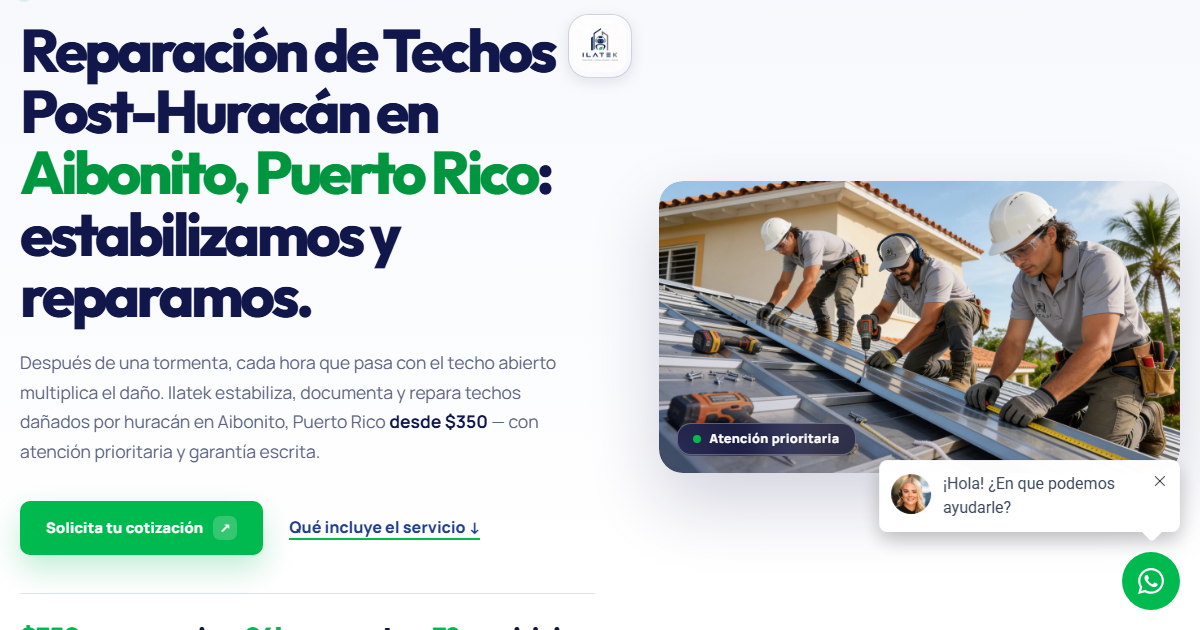 Reparación de Techos
ILATEK
Post-Huracán en
Aibonito, Puerto Rico:
estabilizamos y
reparamos.
Después de una tormenta, cada hora que pasa con el techo abierto
multiplica el daño. Ilatek estabiliza, documenta y repara techos
dañados por huracán en Aibonito, Puerto Rico desde $350 — con
atención prioritaria y garantía escrita.
Atención prioritaria
¡Hola! ¿En que podemos
ayudarle?
Solicita tu cotización ↗
Qué incluye el servicio ↓